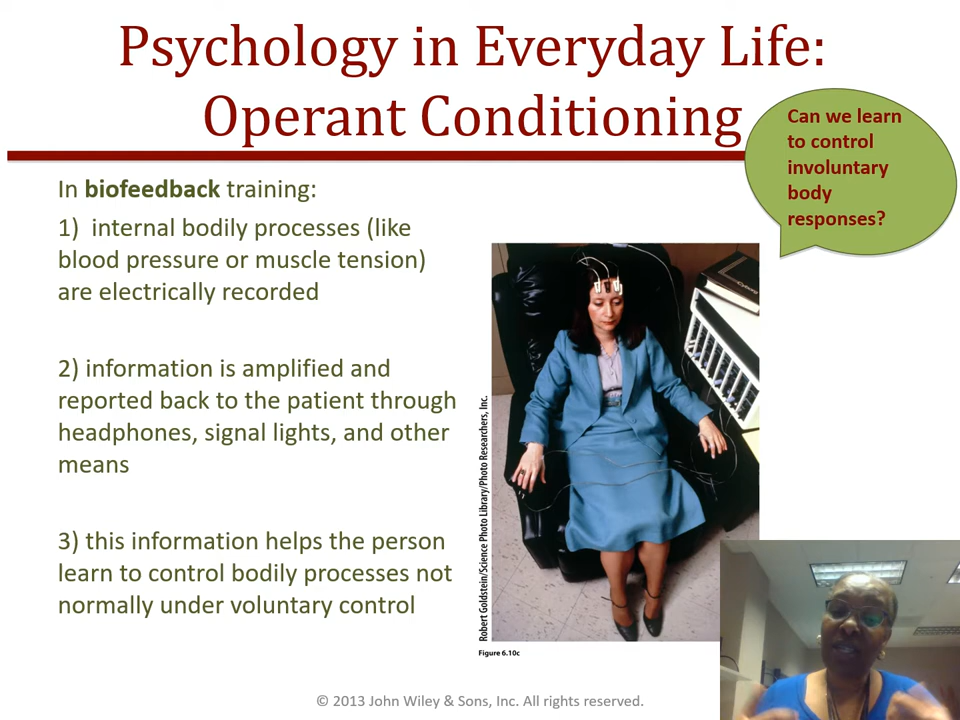 Psychology in Everyday Life:
Operant Conditioning
Can we learn
to control
involuntary
body
responses?
In biofeedback training:
1) internal bodily processes (like
blood pressure or muscle tension)
are electrically recorded
2) information is amplified and
reported back to the patient through
headphones, signal lights, and other
means
3) this information helps the person
learn to control bodily processes not
normally under voluntary control
Robert Goldstein/Science Photo Library/Photo Researchers, Inc.
Figure 6.10c
© 2013 John Wiley & Sons, Inc. All rights reserved.